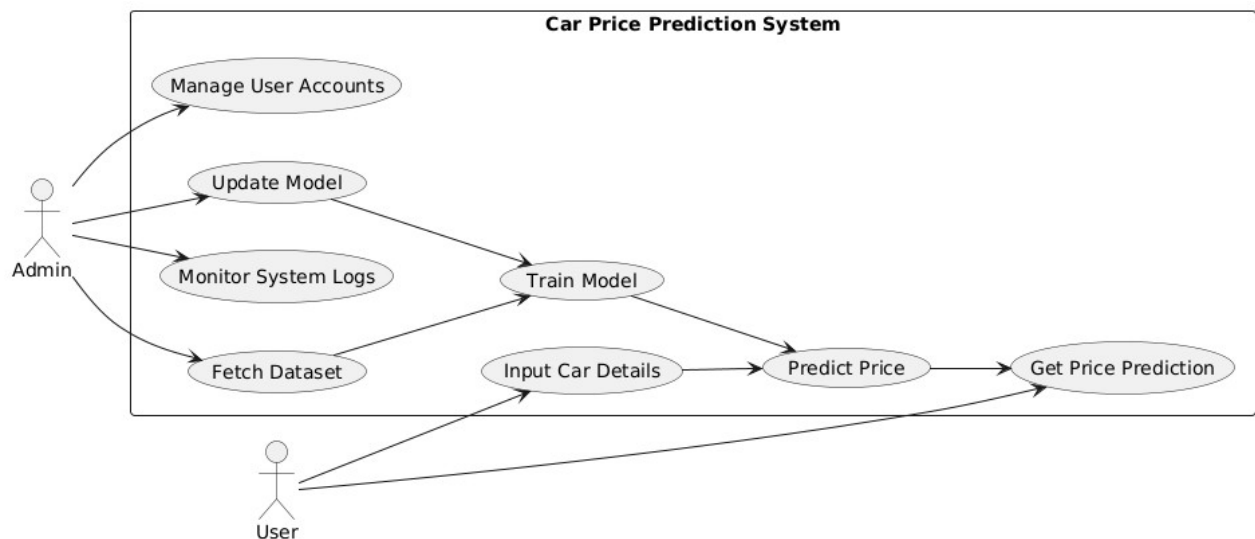 Car Price Prediction System
Manage User Accounts
Update Model
Admin
Monitor System Logs
Train Model
Fetch Dataset
Input Car Details
Predict Price
Get Price Prediction
User